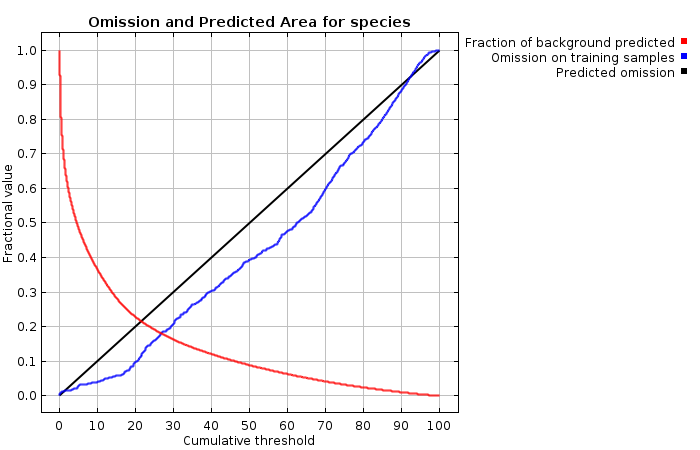 Omission and Predicted Area for species
Fraction of background predicted
Omission on training samples
Predicted omission
Fractional value
1.0
0.9
0.8
0.7
0.6
0.5
0.4
0.3
0.2
0.1
0.0
0 10 20 30 40 50 60 70 80 90 100
Cumulative threshold